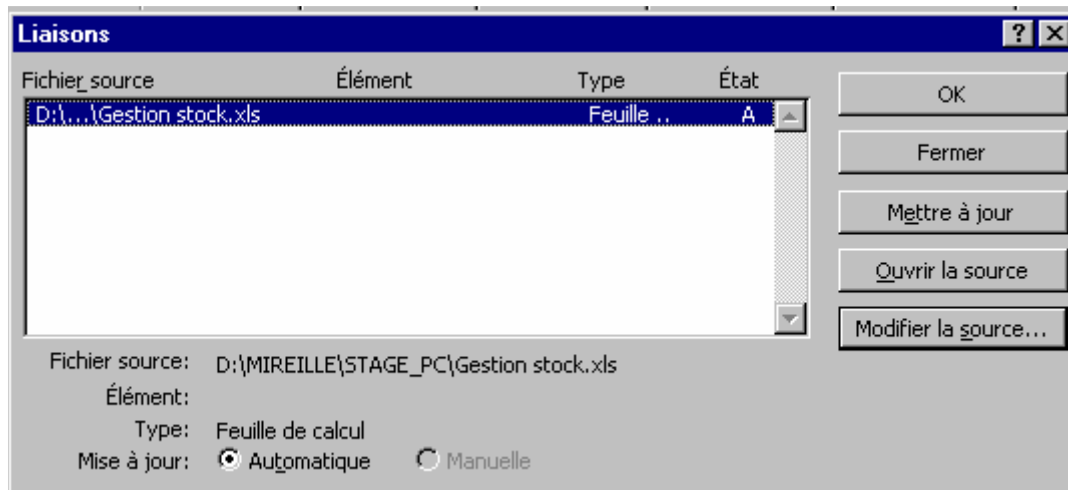 Liaisons
Fichier source Élément Type État
D:\...\Gestion stock.xls Feuille .. A
OK
Fermer
Mettre à jour
Ouvrir la source
Modifier la source...
Fichier source: D:\MIREILLE\STAGE_PC\Gestion stock.xls
Élément:
Type: Feuille de calcul
Mise à jour: Automatique Manuelle